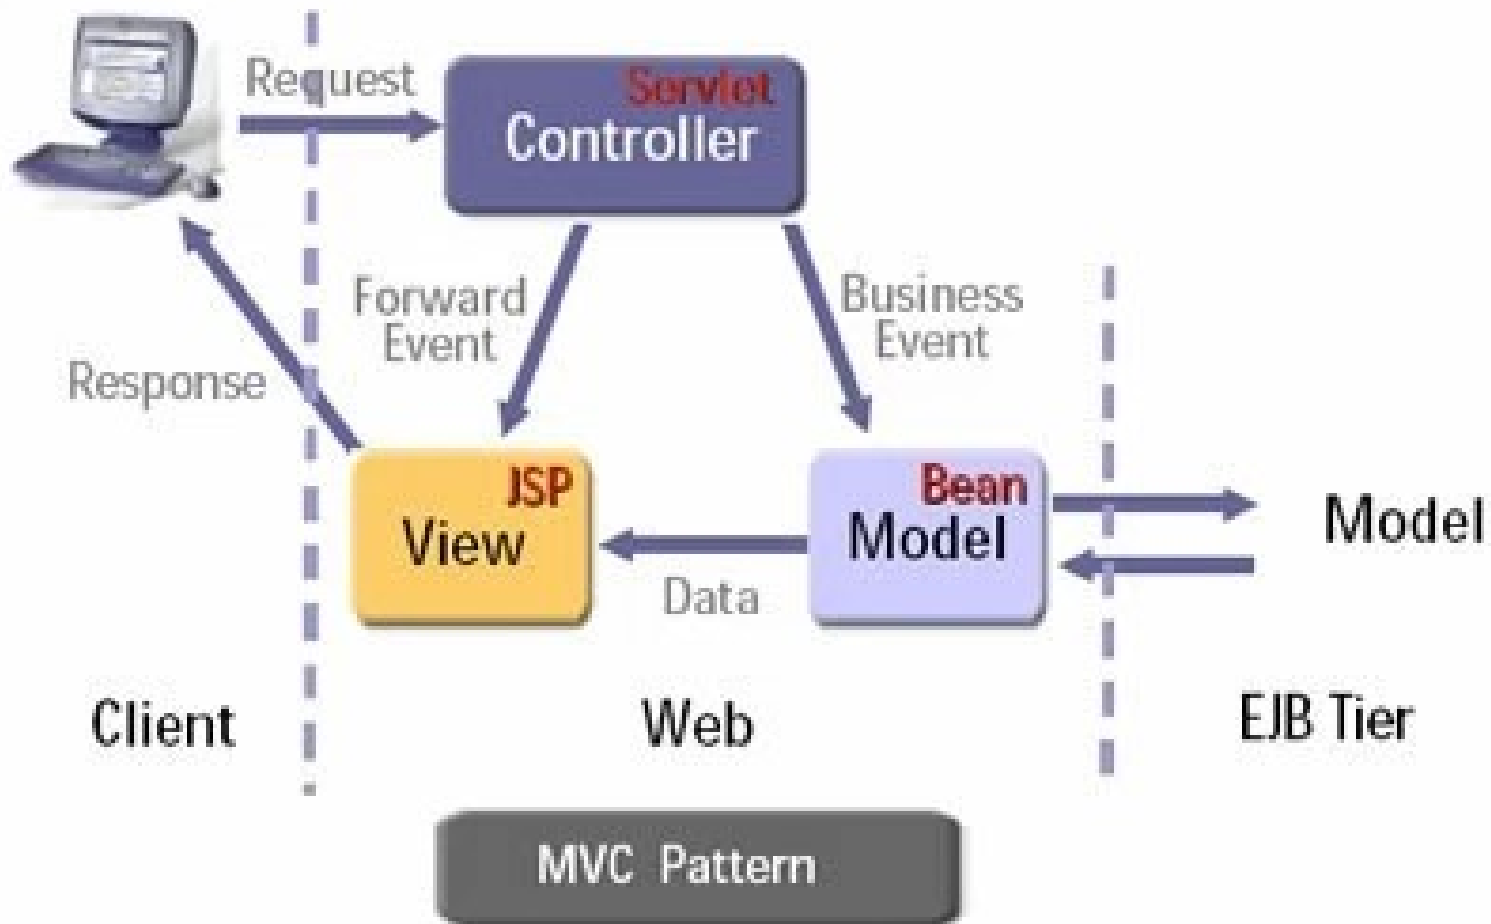 Request
Servlet
Controller
Forward
Event
Business
Event
Response
JSP
View
Bean
Model
Model
Data
Client
Web
EJB Tier
MVC Pattern